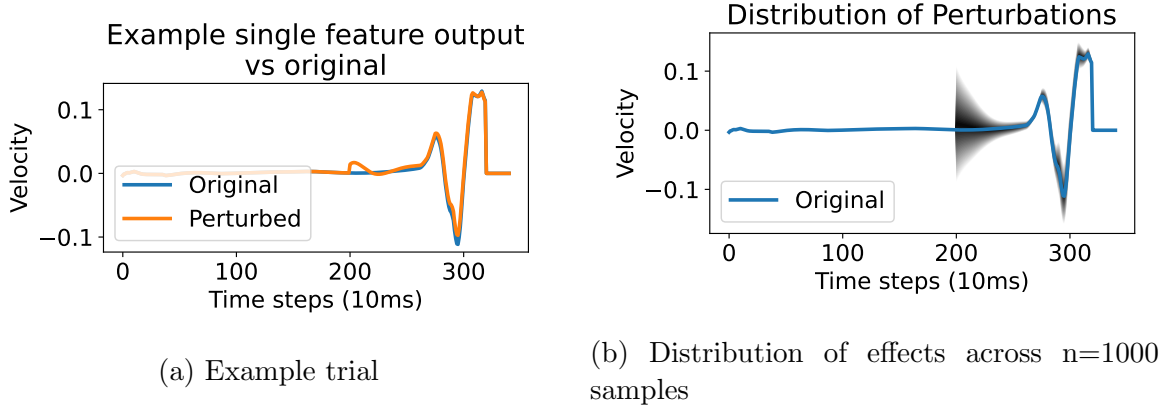 Example single feature output
vs original
Velocity
0.1
0.0
−0.1
Original
Perturbed
0
100
200
300
Time steps (10ms)
(a) Example trial
Distribution of Perturbations
Velocity
0.1
0.0
−0.1
Original
0
100
200
300
Time steps (10ms)
(b) Distribution of effects across n=1000
samples